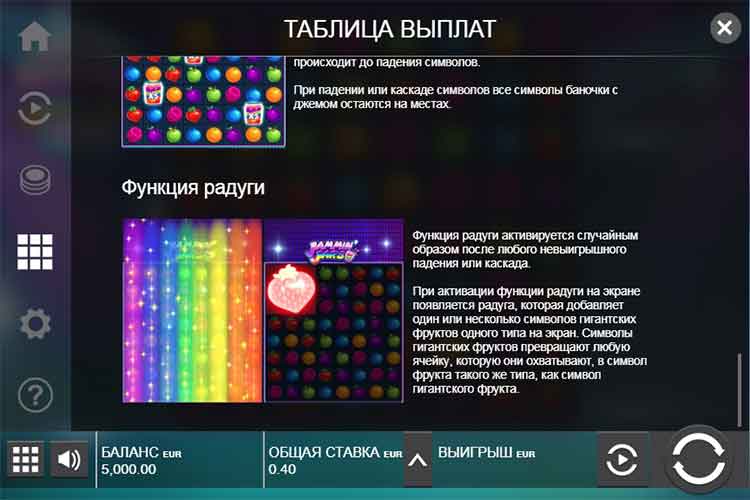 ТАБЛИЦА ВЫПЛАТ
происходит до падения символов.
При падении или каскаде символов все символы баночки с
джемом остаются на местах.
X5
X5
Функция радуги
JAMMIN'
JARS
Функция радуги активируется случайным
образом после любого невыигрышного
падения или каскада.
При активации функции радуги на экране
появляется радуга, которая добавляет
один или несколько символов гигантских
фруктов одного типа на экран. Символы
гигантских фруктов превращают любую
ячейку, которую они охватывают, в символ
фрукта такого же типа, как символ
гигантского фрукта.
БАЛАНС EUR
5,000.00
ОБЩАЯ СТАВКА EUR
0.40
ВЫИГРЫШ EUR